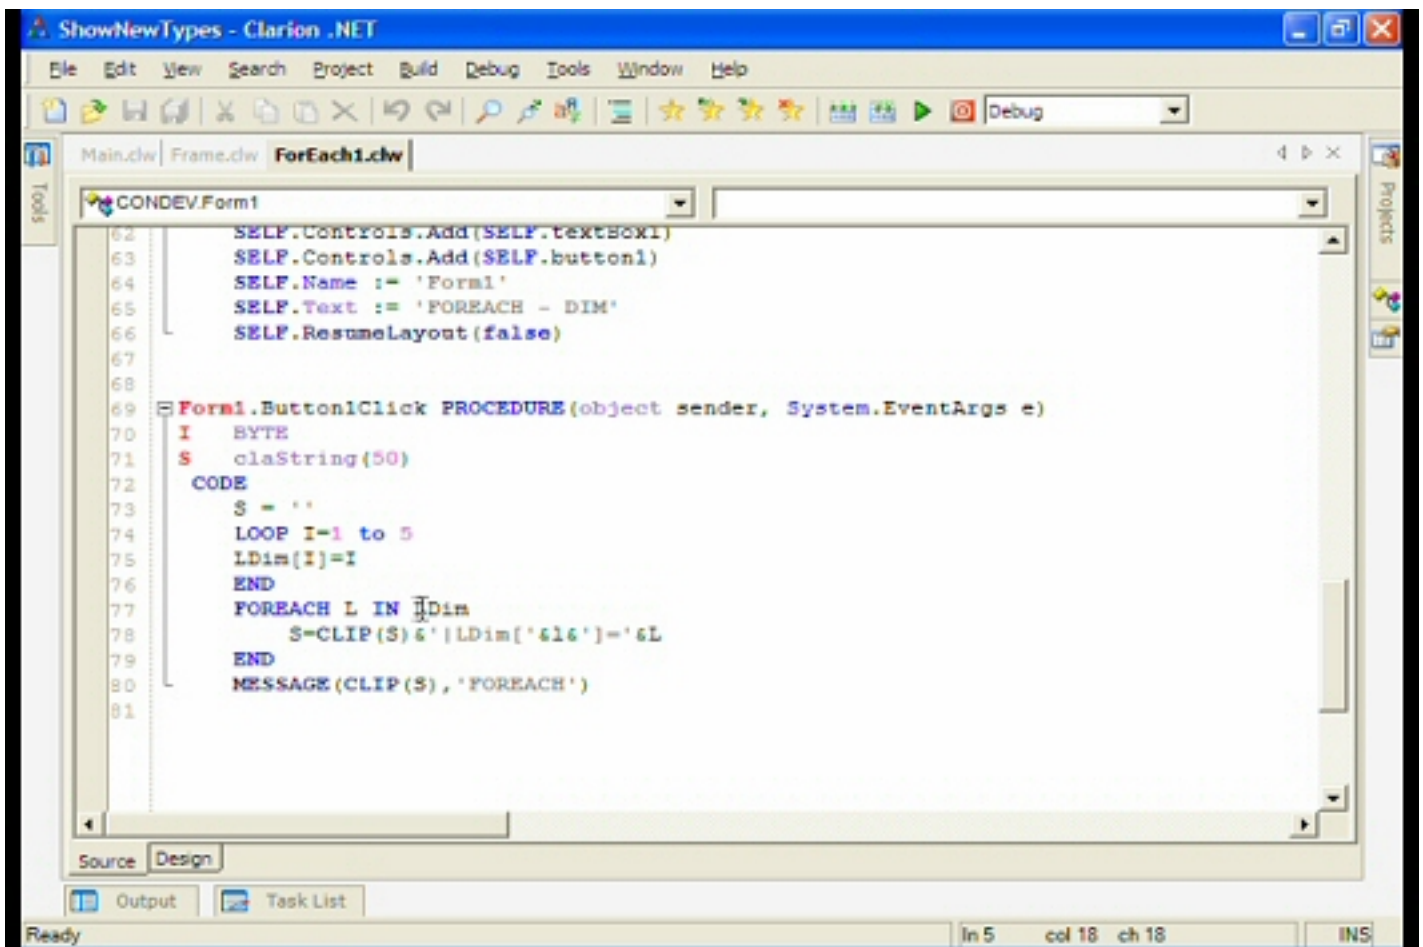 ShowNewTypes - Clarion .NET
File Edit View Search Project Build Debug Tools Window Help
Debug
Main.clw Frame.clw ForEach1.clw
Tools
Projects
CONDEV.Form1
62 SELF.Controls.Add(SELF.textBox1)
63 SELF.Controls.Add(SELF.button1)
64 SELF.Name := 'Form1'
65 SELF.Text := 'FOREACH - DIM'
66 SELF.ResumeLayout(false)
67
68
69 Form1.Button1Click PROCEDURE(object sender, System.EventArgs e)
70 I BYTE
71 S claString(50)
72 CODE
73 S = ''
74 LOOP I=1 to 5
75 LDim[I]=I
76 END
77 FOREACH L IN LDim
78 S=CLIP(S)&'|LDim['&l&']='&L
79 END
80 MESSAGE(CLIP(S),'FOREACH')
81
Source Design
Output Task List
Ready ln 5 col 18 ch 18 INS